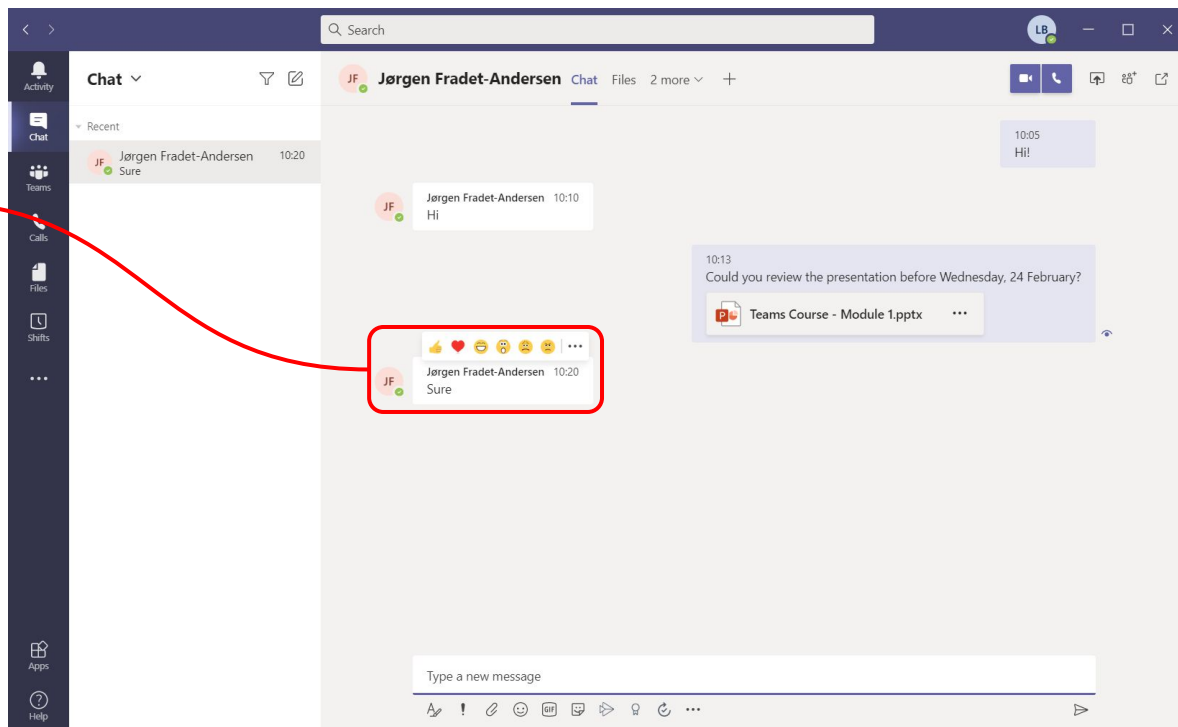 Search
LB
Activity
Chat
Teams
Calls
Files
Shifts
Apps
Help
Chat
Recent
JF
Jørgen Fradet-Andersen 10:20
Sure
JF
Jørgen Fradet-Andersen Chat Files 2 more
10:05
Hi!
JF
Jørgen Fradet-Andersen 10:10
Hi
10:13
Could you review the presentation before Wednesday, 24 February?
P
Teams Course - Module 1.pptx
JF
Jørgen Fradet-Andersen 10:20
Sure
Type a new message
GIF